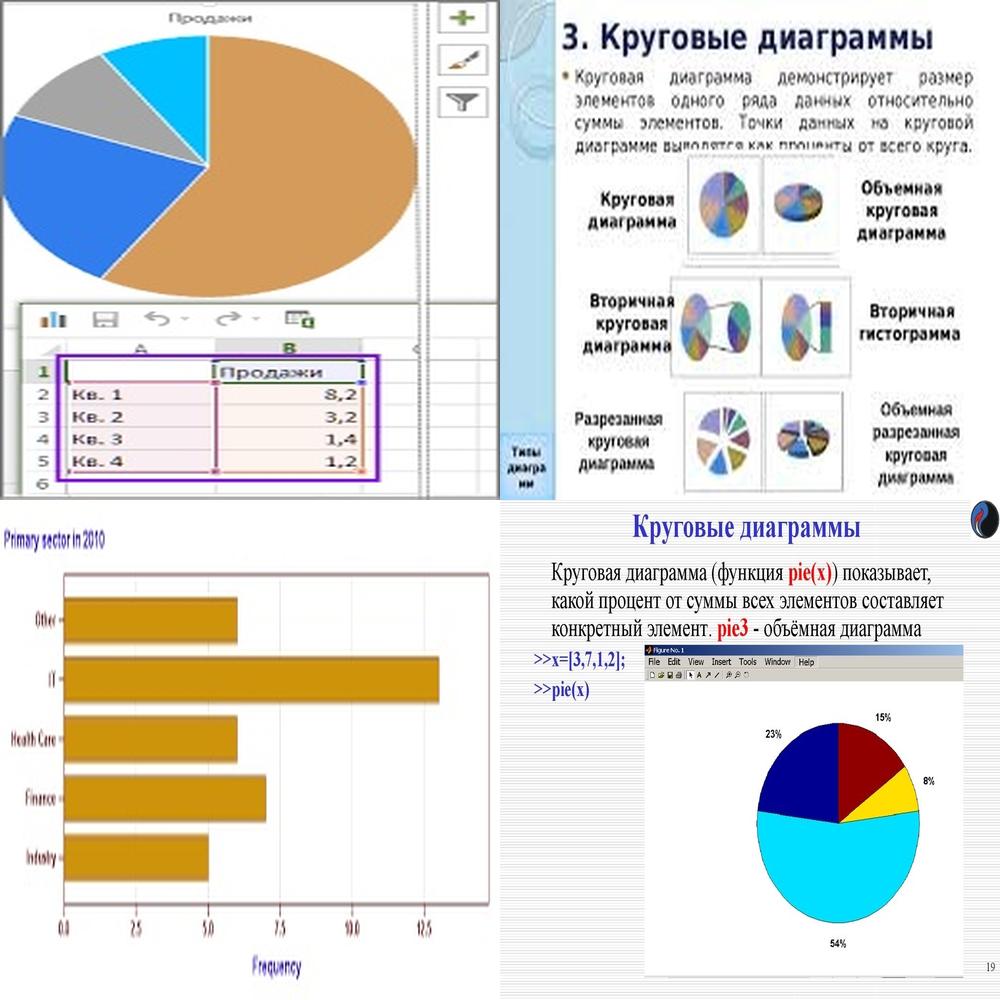 Продажи
A B
1 Продажи
2 Кв. 1 8,2
3 Кв. 2 3,2
4 Кв. 3 1,4
5 Кв. 4 1,2
6
3. Круговые диаграммы
Круговая диаграмма демонстрирует размер
элементов одного ряда данных относительно
суммы элементов. Точки данных на круговой
диаграмме выводятся как проценты от всего круга.
Круговая
диаграмма
Объемная
круговая
диаграмма
Вторичная
круговая
диаграмма
Вторичная
гистограмма
Разрезанная
круговая
диаграмма
Объемная
разрезанная
круговая
диаграмма
Типы
диагра
мм
Primary sector in 2010
Other
IT
Health Care
Finance
Industry
0.0 2.5 5.0 7.5 10.0 12.5
Frequency
Круговые диаграммы
Круговая диаграмма (функция pie(x)) показывает,
какой процент от суммы всех элементов составляет
конкретный элемент. pie3 - объёмная диаграмма
>>x=[3,7,1,2];
>>pie(x)
Figure No. 1
File Edit View Insert Tools Window Help
15%
23%
8%
54%
19